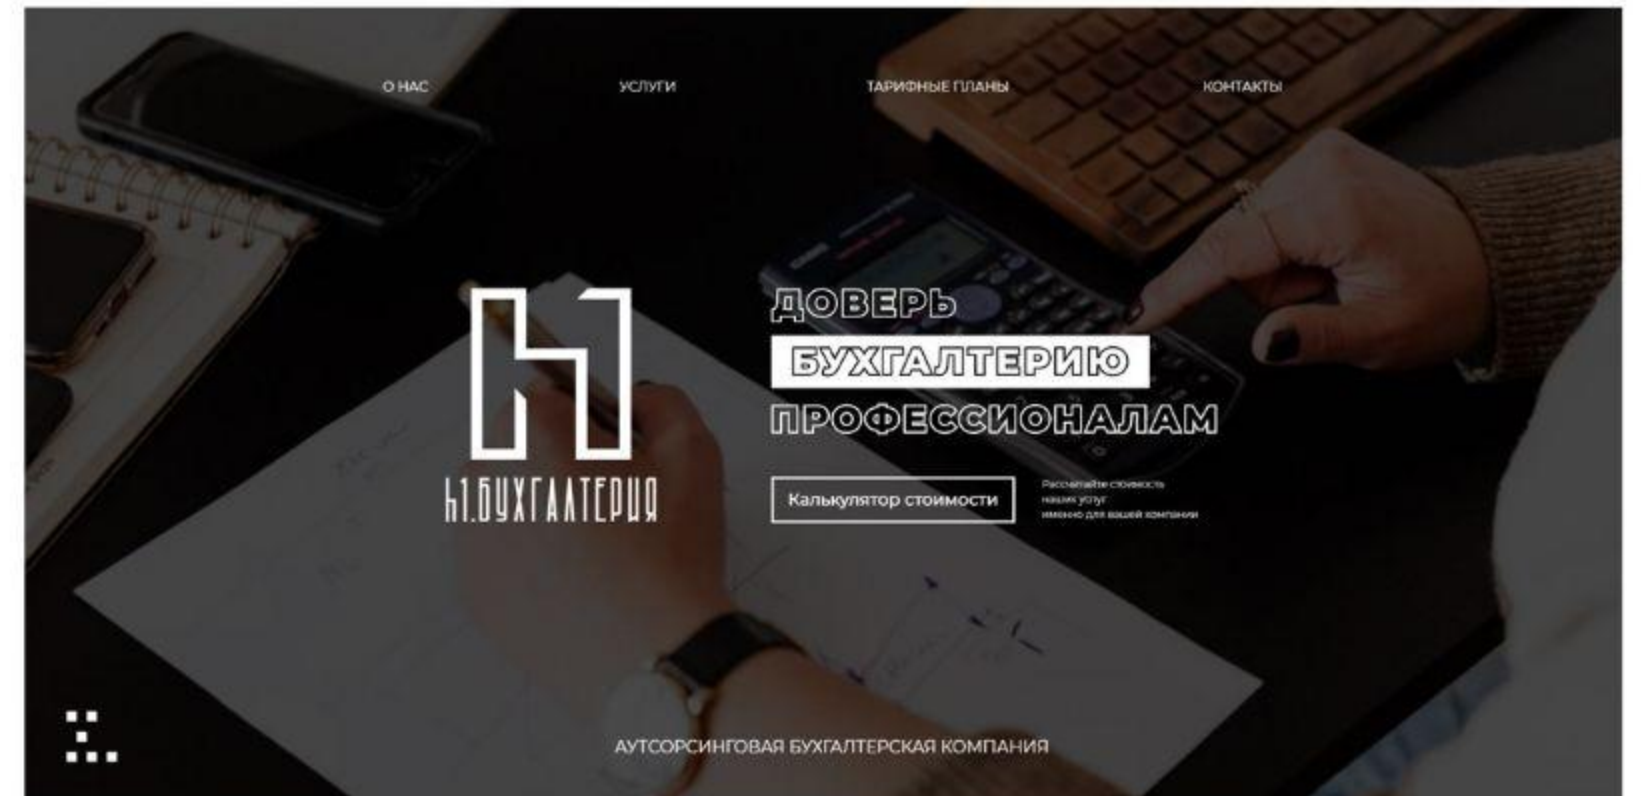 О НАС
УСЛУГИ
ТАРИФНЫЕ ПЛАНЫ
КОНТАКТЫ
ДОВЕРЬ
БУХГАЛТЕРИЮ
ПРОФЕССИОНАЛАМ
h1.БУХГАЛТЕРИЯ
Калькулятор стоимости
Рассчитайте стоимость
наших услуг
именно для вашей компании
АУТСОРСИНГОВАЯ БУХГАЛТЕРСКАЯ КОМПАНИЯ